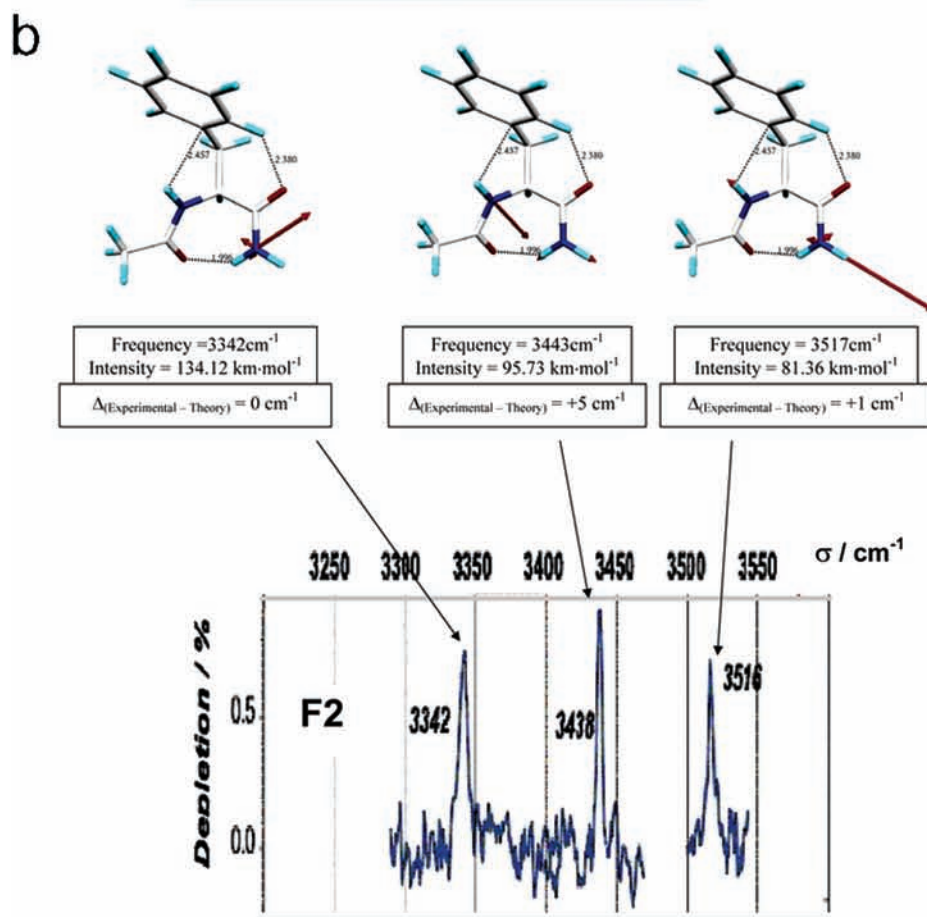 b
2.457
2.380
1.996
2.457
2.380
1.996
2.457
2.380
1.996
Frequency =3342cm-1
Intensity = 134.12 km·mol-1
Δ(Experimental – Theory) = 0 cm-1
Frequency = 3443cm-1
Intensity = 95.73 km·mol-1
Δ(Experimental – Theory) = +5 cm-1
Frequency = 3517cm-1
Intensity = 81.36 km·mol-1
Δ(Experimental – Theory) = +1 cm-1
σ / cm-1
3250 3300 3350 3400 3450 3500 3550
Depletion / %
0.5
0.0
F2
3342
3438
3516